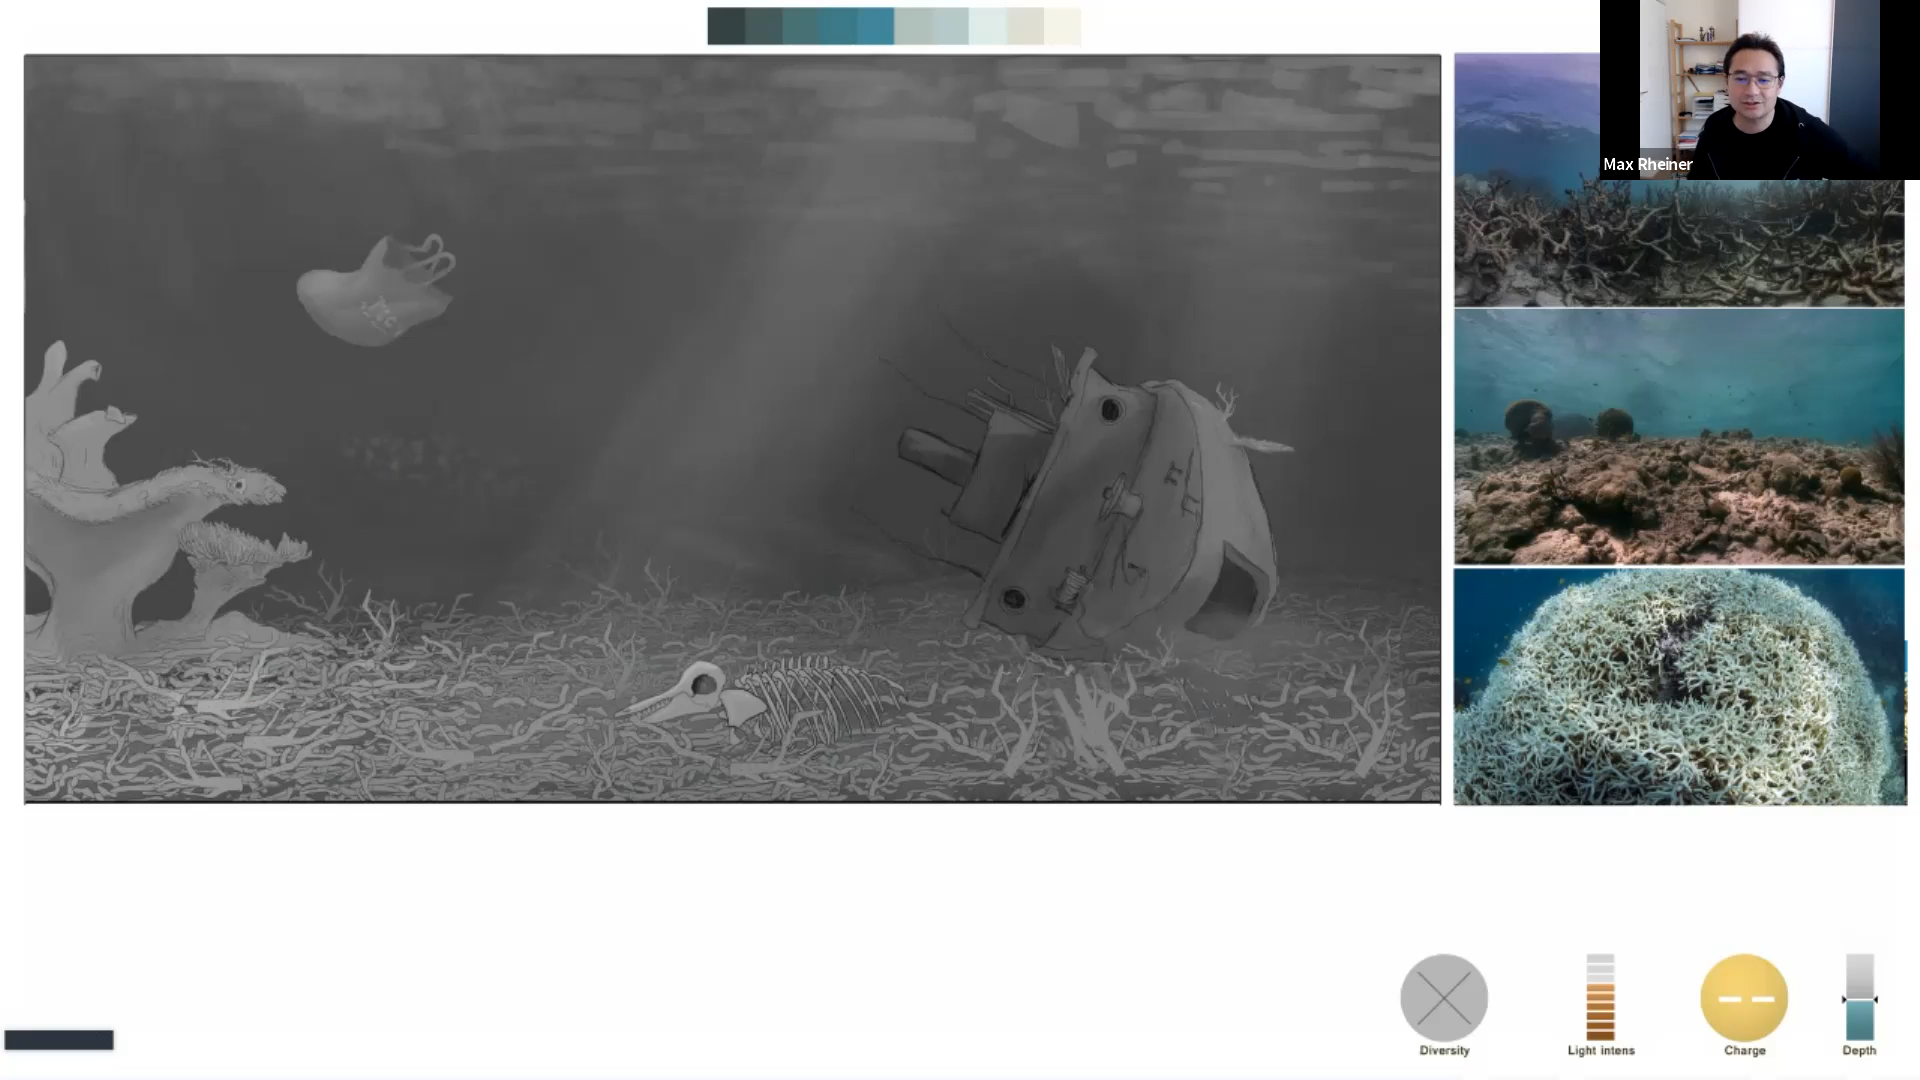 Max Rheiner
Diversity
Light intens
Charge
Depth